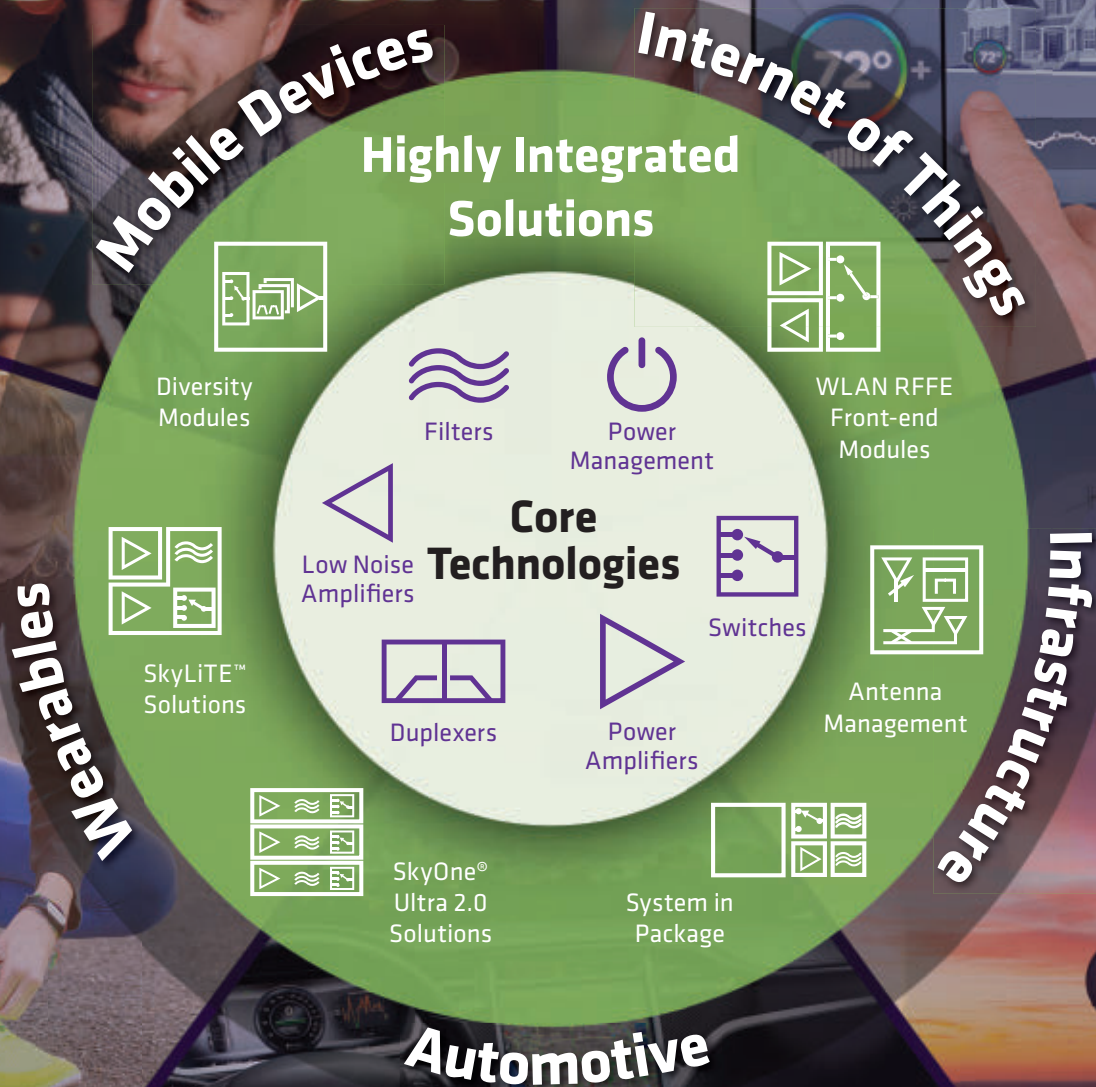 Mobile Devices
Internet of Things
72°
+
72°
Highly Integrated
Solutions
Diversity
Modules
WLAN RFFE
Front-end
Modules
Filters
Power
Management
Core
Technologies
Low Noise
Amplifiers
Switches
SkyLiTE™
Solutions
Antenna
Management
Duplexers
Power
Amplifiers
SkyOne®
Ultra 2.0
Solutions
System in
Package
Wearables
Infrastructure
Automotive